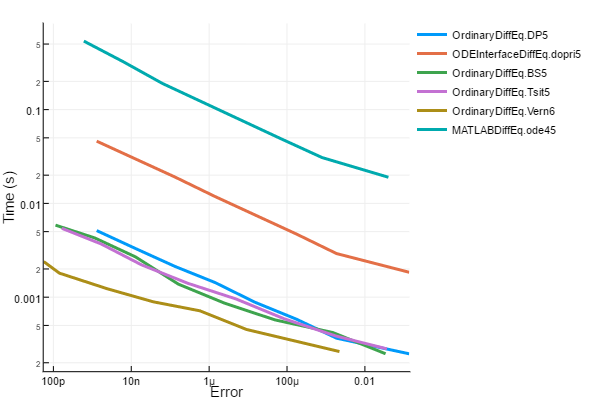 5
2
0.1
5
2
0.01
5
2
0.001
5
2
Time (s)
100p
10n
1µ
100µ
0.01
Error
OrdinaryDiffEq.DP5
ODEInterfaceDiffEq.dopri5
OrdinaryDiffEq.BS5
OrdinaryDiffEq.Tsit5
OrdinaryDiffEq.Vern6
MATLABDiffEq.ode45